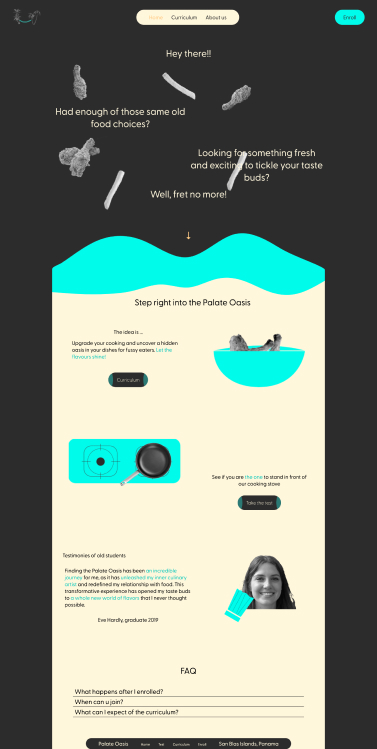 Home Curriculum About us
Enroll
Hey there!!
Had enough of those same old
food choices?
Looking for something fresh
and exciting to tickle your taste
buds?
Well, fret no more!
Step right into the Palate Oasis
The idea is ...
Upgrade your cooking and uncover a hidden
oasis in your dishes for fussy eaters. Let the
flavours shine!
Curriculum
See if you are the one to stand in front of
our cooking stove
Take the test
Testimonies of old students
Finding the Palate Oasis has been an incredible
journey for me, as it has unleashed my inner culinary
artist and redefined my relationship with food. This
transformative experience has opened my taste buds
to a whole new world of flavors that I never thought
possible.
Eve Hardly, graduate 2019
FAQ
What happens after I enrolled?
When can u join?
What can I expect of the curriculum?
Palate Oasis Home Test Curriculum Enroll San Blas Islands, Panama